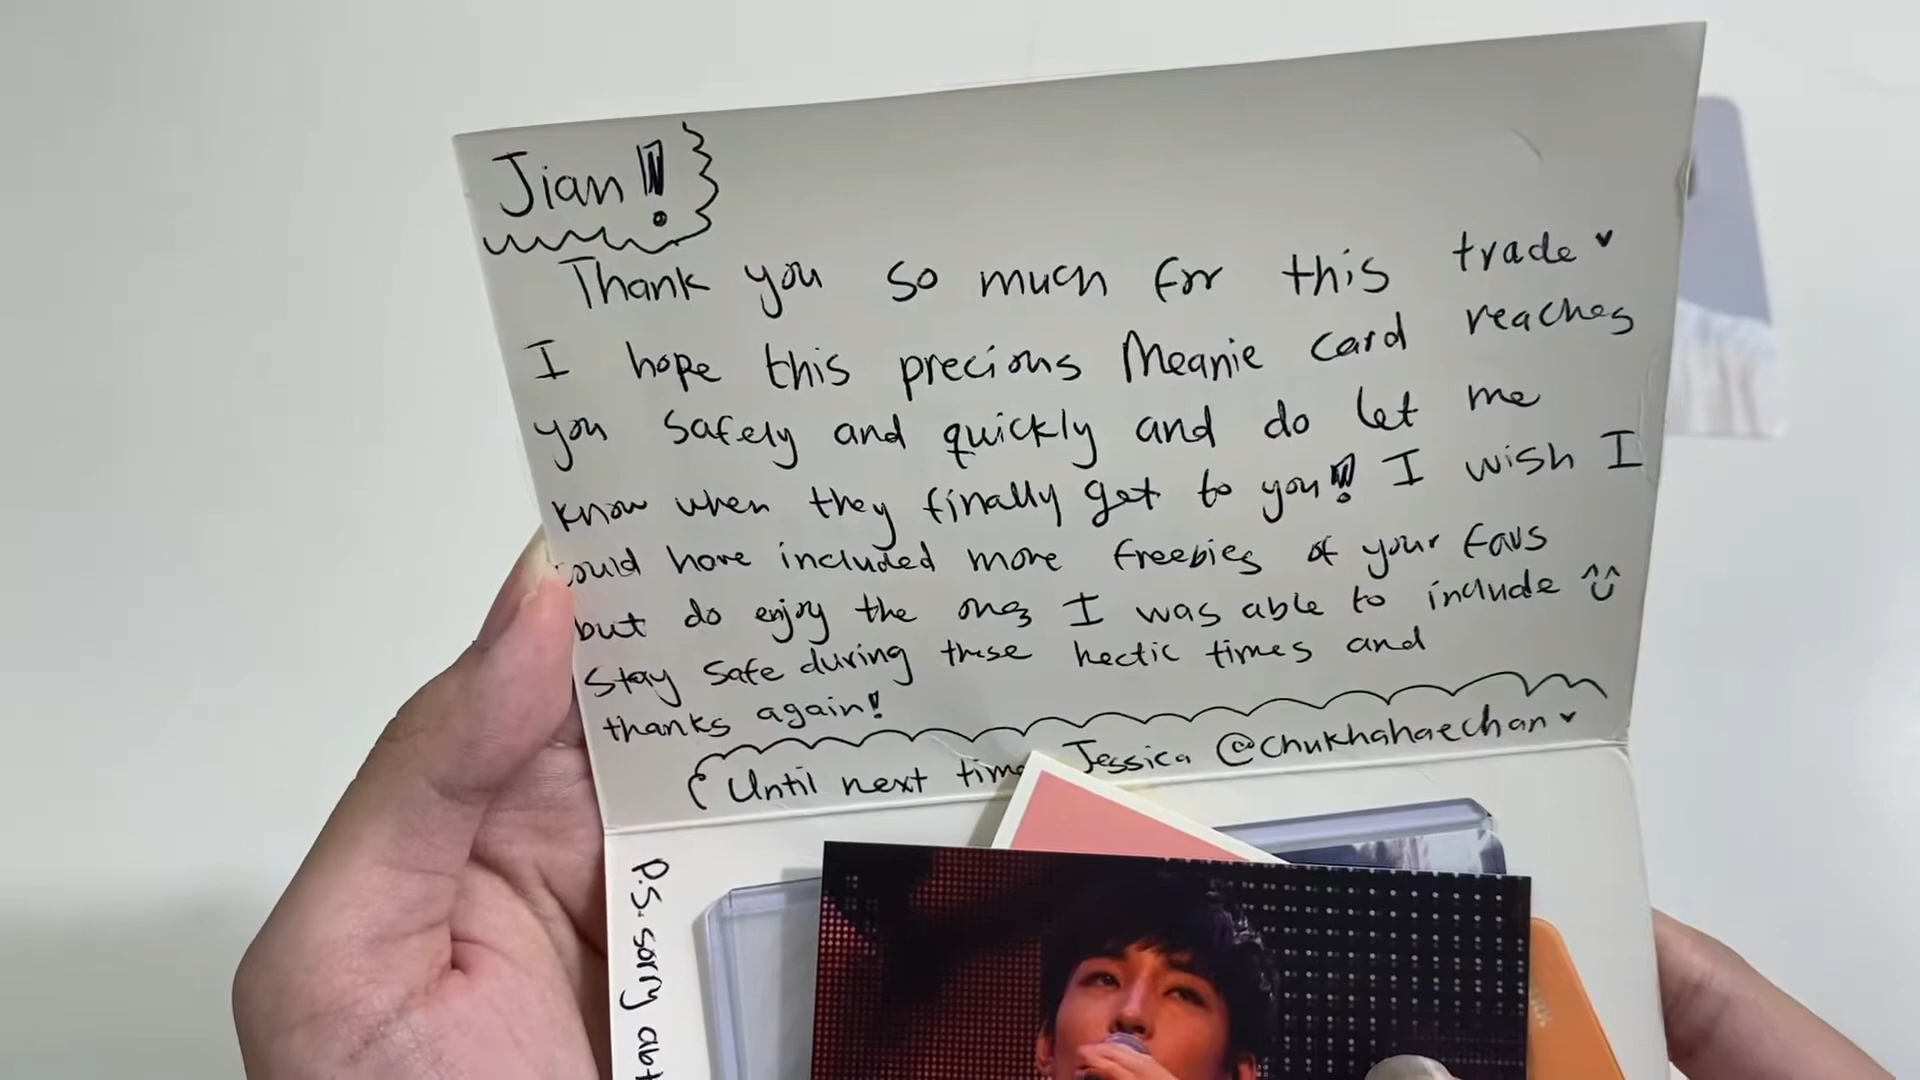 Jian!!
Thank you so much for this trade ♥
I hope this precious Meanie card reaches
you safely and quickly and do let me
know when they finally get to you!! I wish I
could have included more freebies of your favs
but do enjoy the ones I was able to include ^^
Stay safe during these hectic times and
thanks again!
Until next time Jessica @chukhahaechan ♥
P.S. sorry abt